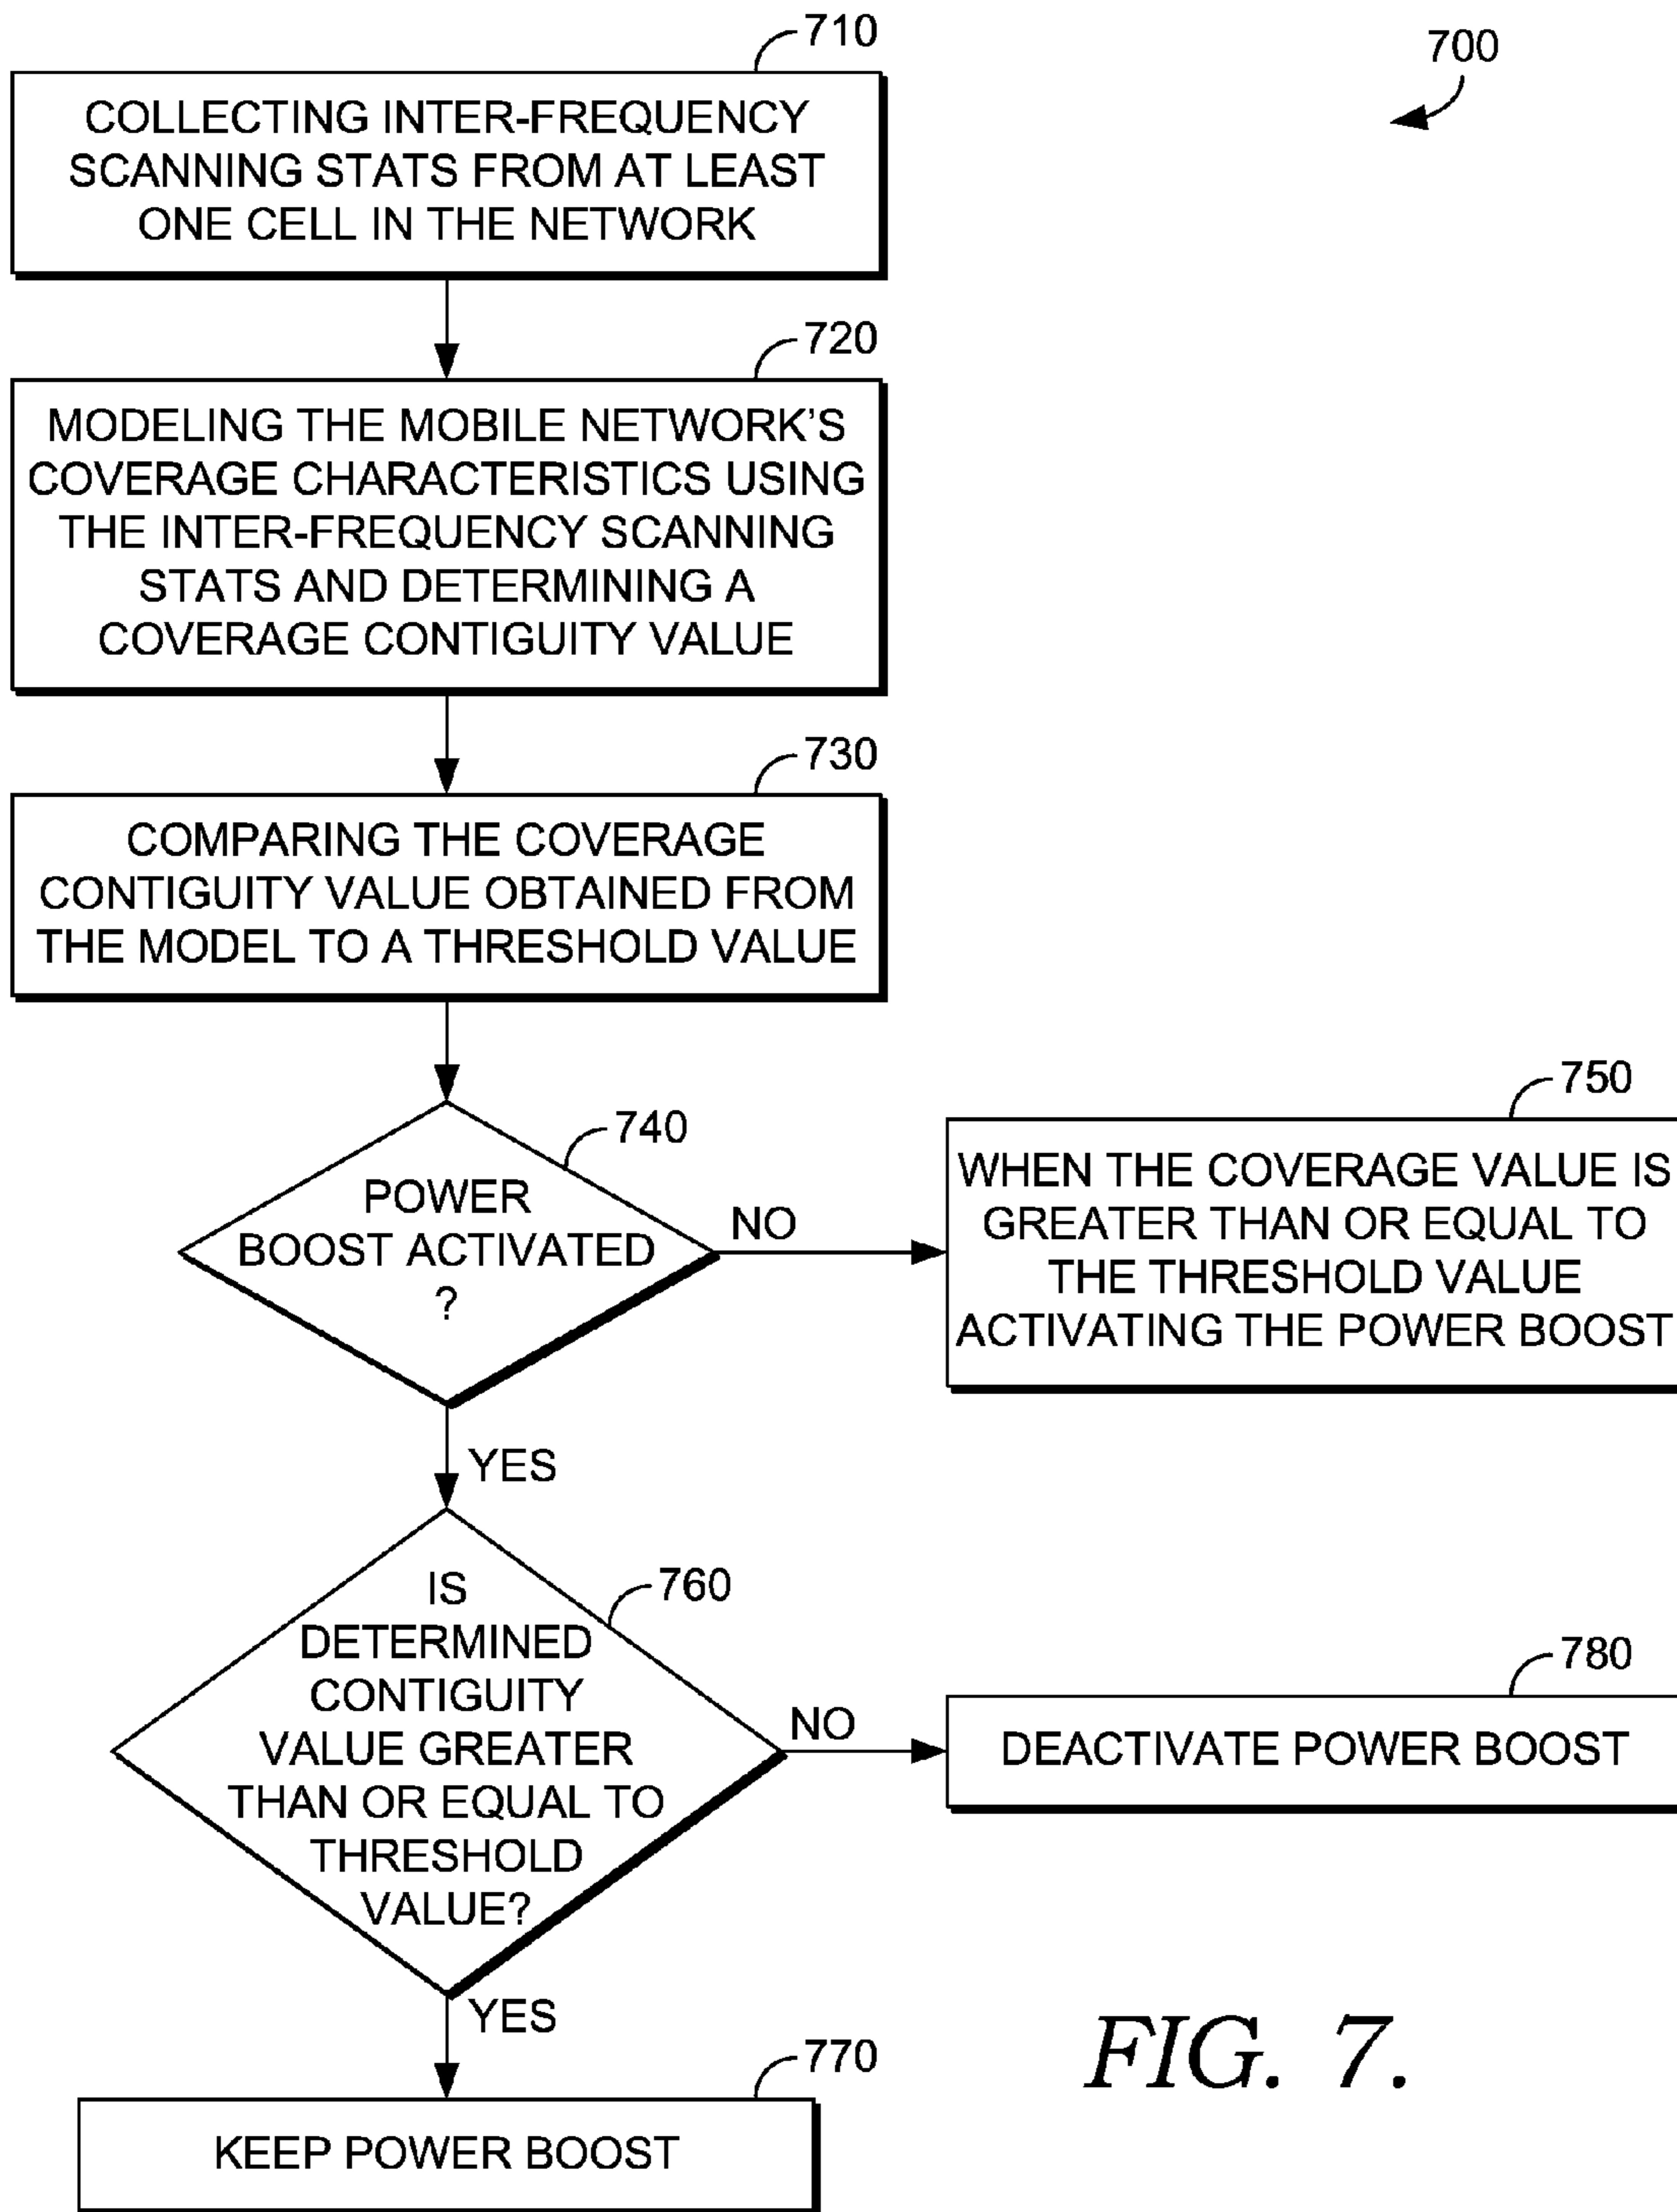 710
700
COLLECTING INTER-FREQUENCY
SCANNING STATS FROM AT LEAST
ONE CELL IN THE NETWORK
720
MODELING THE MOBILE NETWORK'S
COVERAGE CHARACTERISTICS USING
THE INTER-FREQUENCY SCANNING
STATS AND DETERMINING A
COVERAGE CONTIGUITY VALUE
730
COMPARING THE COVERAGE
CONTIGUITY VALUE OBTAINED FROM
THE MODEL TO A THRESHOLD VALUE
740
POWER
BOOST ACTIVATED
?
NO
750
WHEN THE COVERAGE VALUE IS
GREATER THAN OR EQUAL TO
THE THRESHOLD VALUE
ACTIVATING THE POWER BOOST
YES
760
IS
DETERMINED
CONTIGUITY
VALUE GREATER
THAN OR EQUAL TO
THRESHOLD
VALUE?
NO
780
DEACTIVATE POWER BOOST
YES
770
KEEP POWER BOOST
FIG. 7.